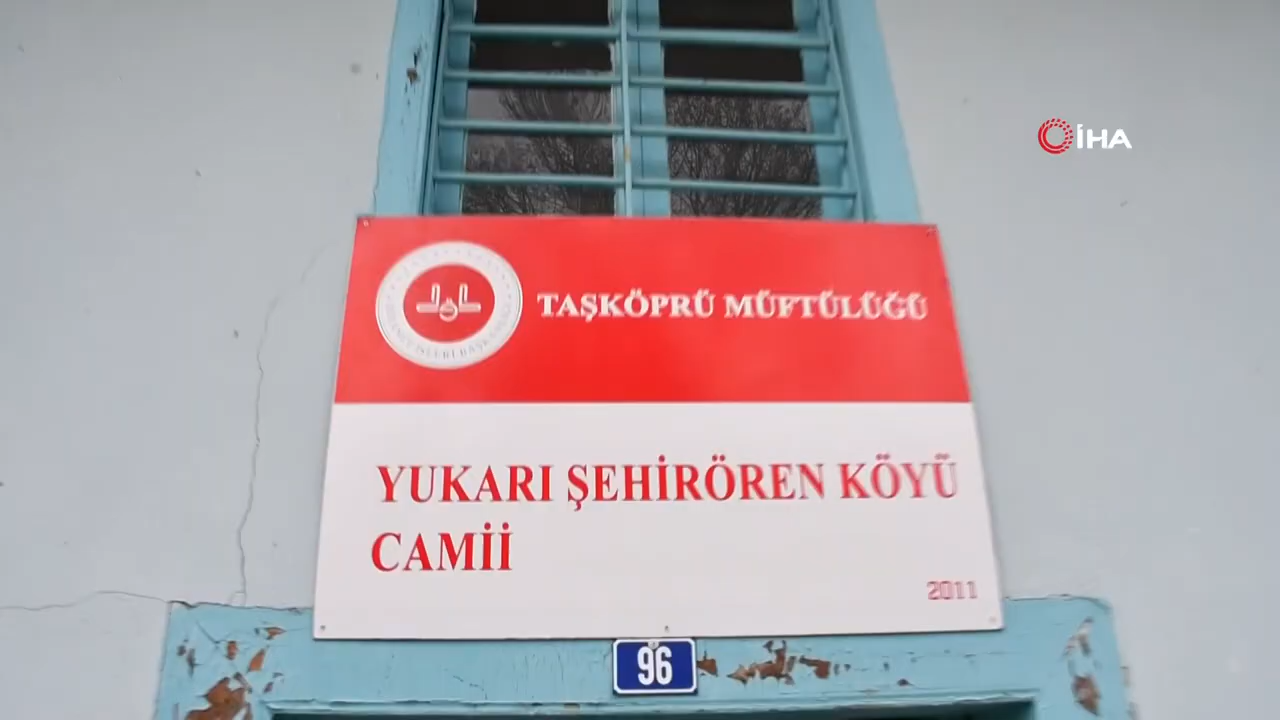 İHA
TAŞKÖPRÜ MÜFTÜLÜĞÜ
YUKARI ŞEHİRÖREN KÖYÜ
CAMİİ
2011
96